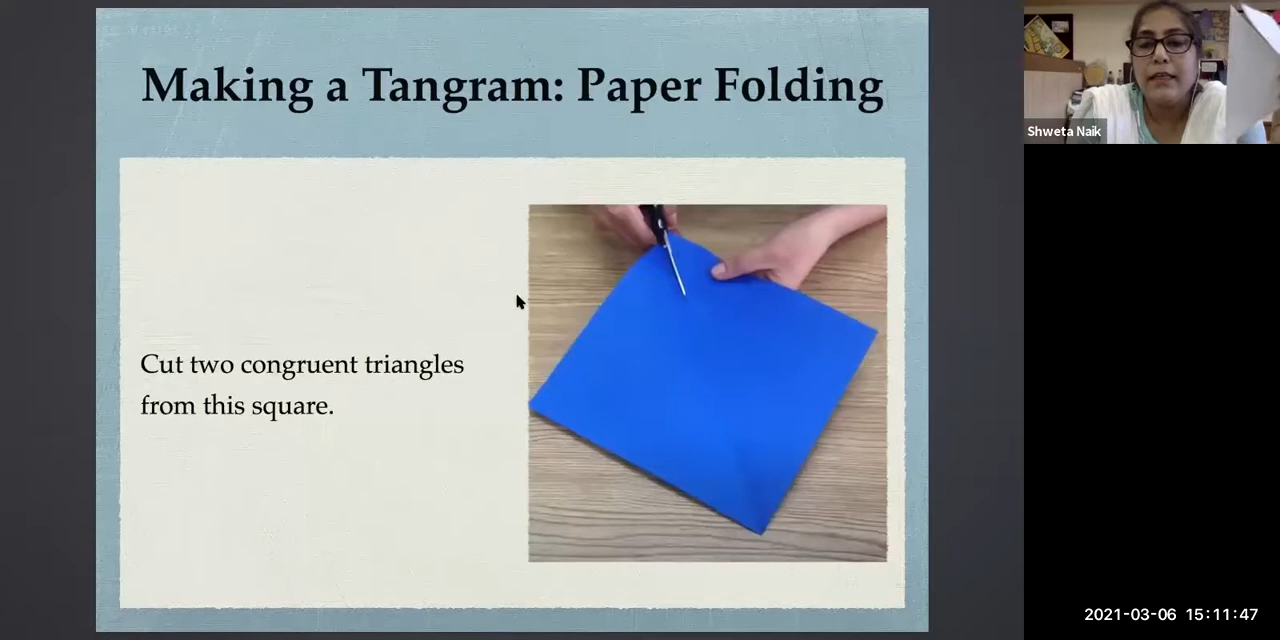 Making a Tangram: Paper Folding
Cut two congruent triangles
from this square.
Shweta Naik
2021-03-06 15:11:47